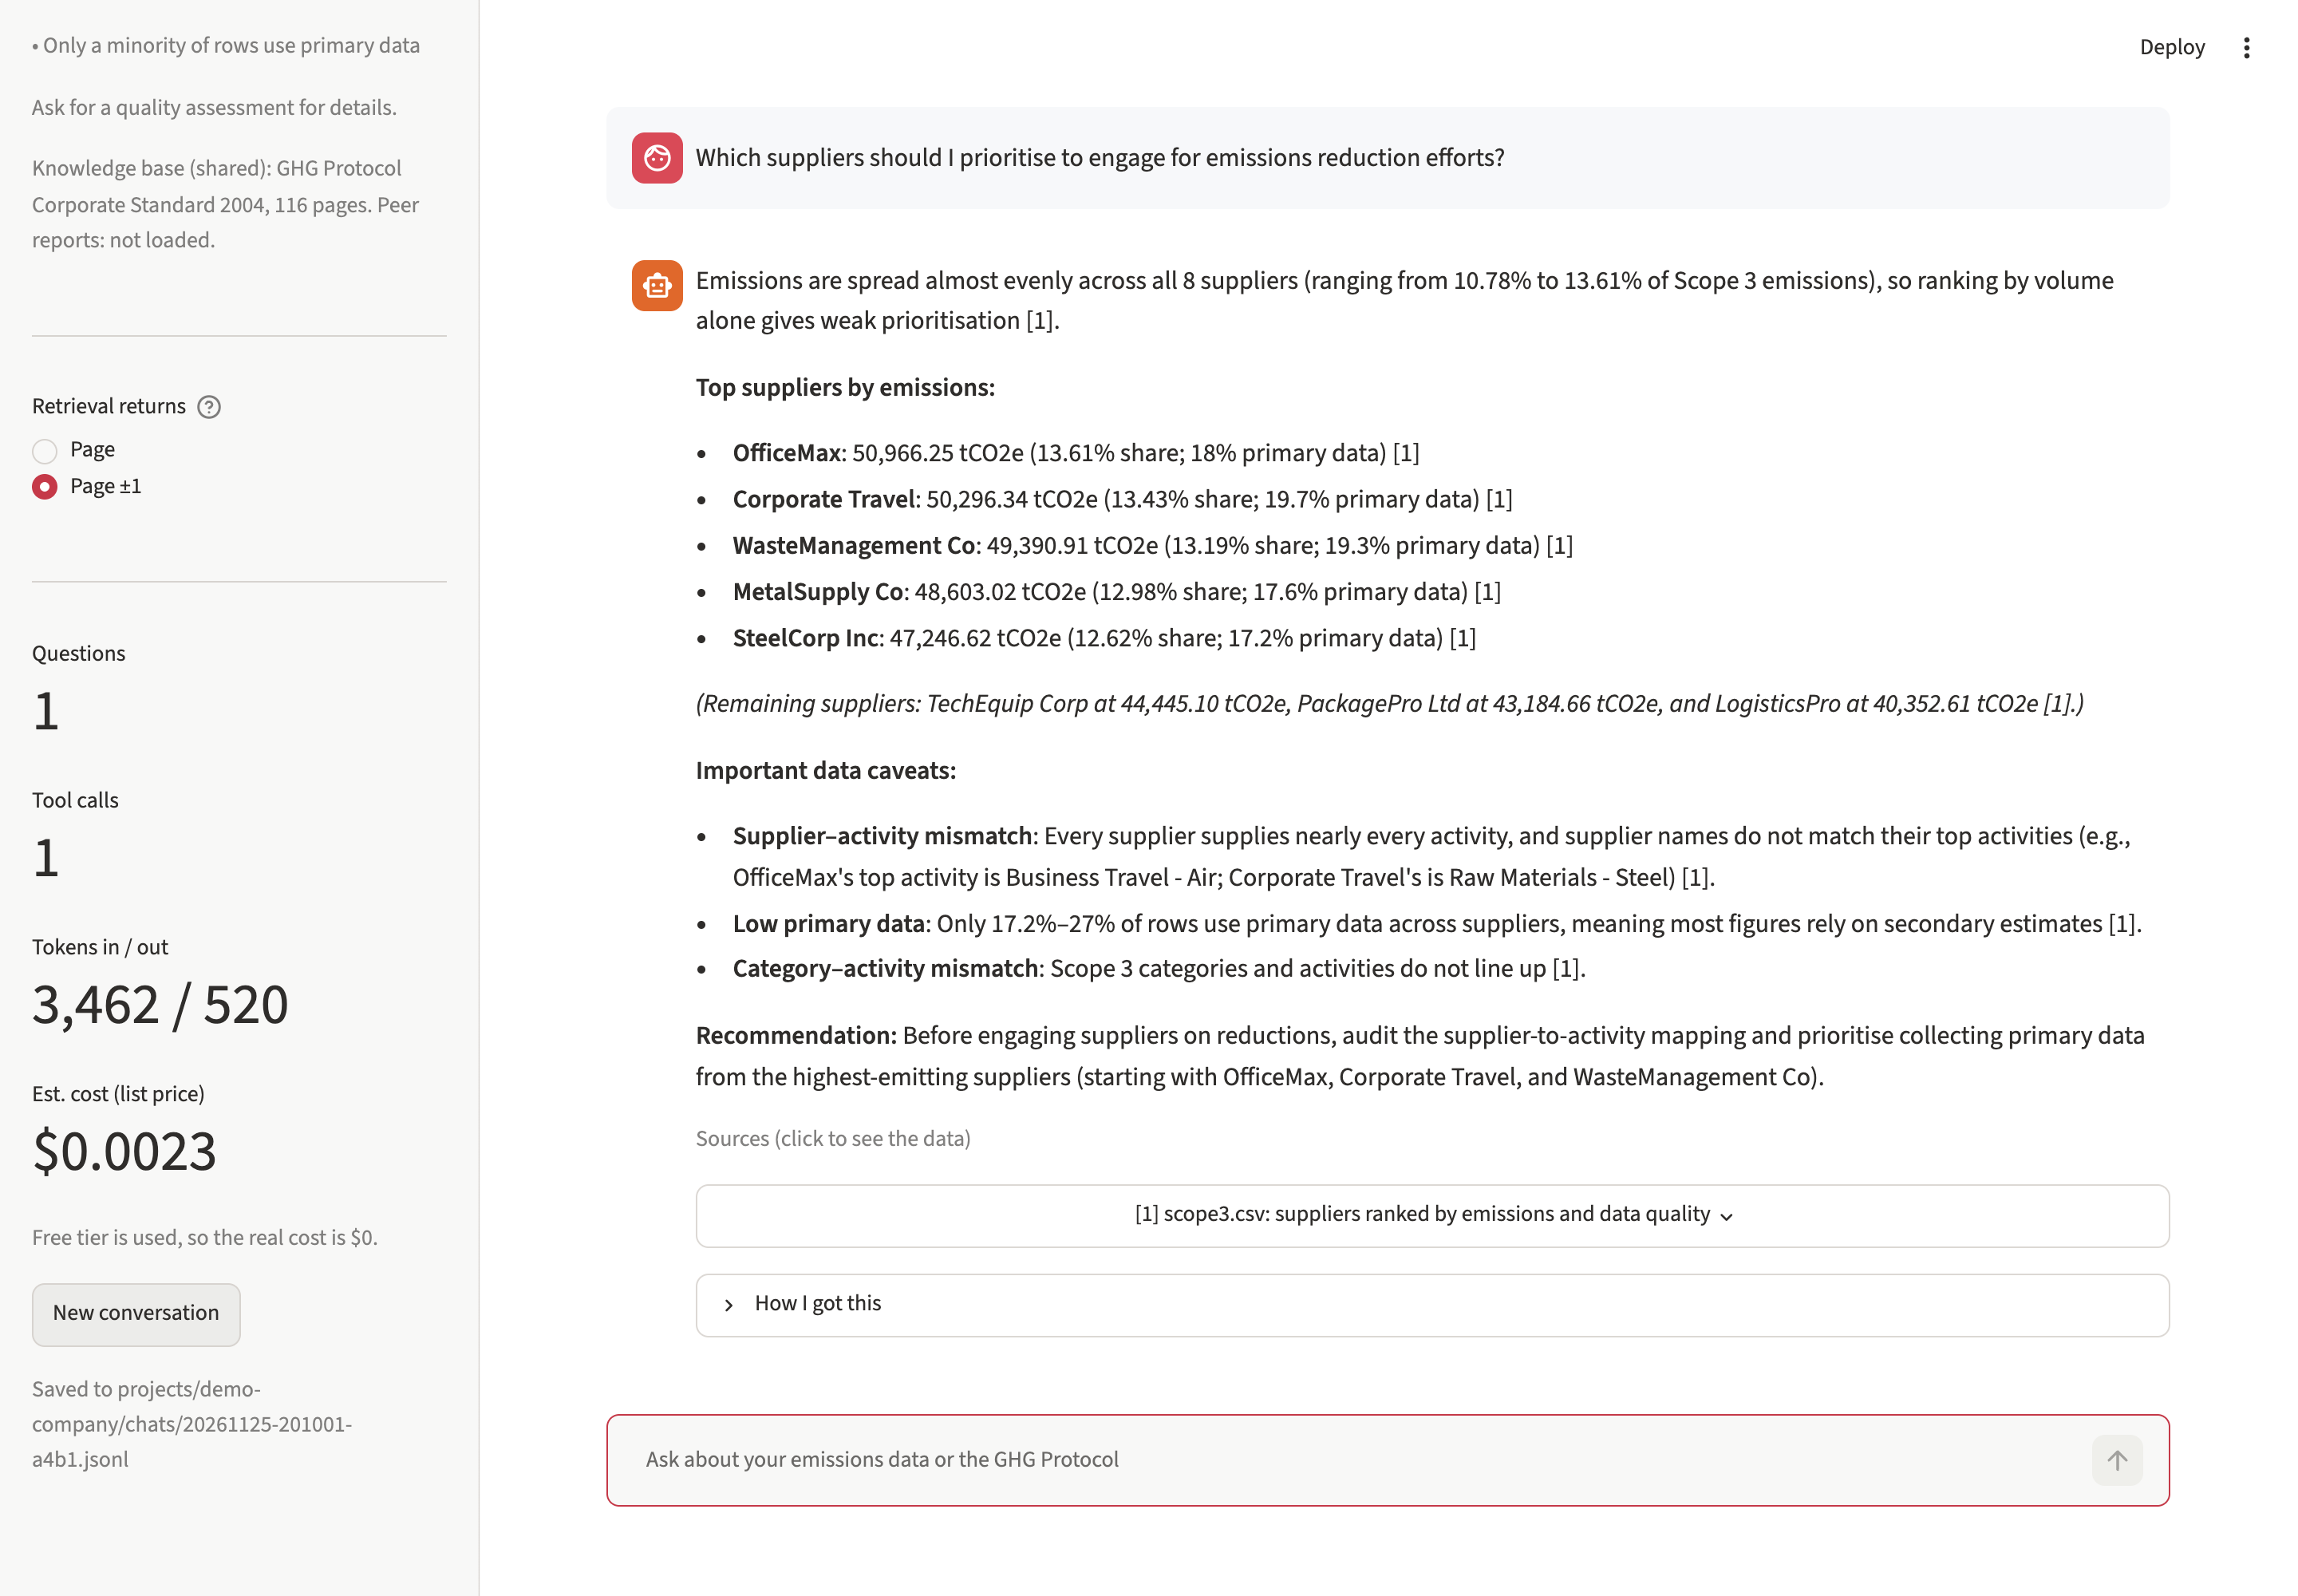 • Only a minority of rows use primary data
Ask for a quality assessment for details.
Knowledge base (shared): GHG Protocol
Corporate Standard 2004, 116 pages. Peer
reports: not loaded.
Retrieval returns
Page
Page ±1
Questions
1
Tool calls
1
Tokens in / out
3,462 / 520
Est. cost (list price)
$0.0023
Free tier is used, so the real cost is $0.
New conversation
Saved to projects/demo-
company/chats/20261125-201001-
a4b1.jsonl
Deploy
Which suppliers should I prioritise to engage for emissions reduction efforts?
Emissions are spread almost evenly across all 8 suppliers (ranging from 10.78% to 13.61% of Scope 3 emissions), so ranking by volume
alone gives weak prioritisation [1].
Top suppliers by emissions:
• OfficeMax: 50,966.25 tCO2e (13.61% share; 18% primary data) [1]
• Corporate Travel: 50,296.34 tCO2e (13.43% share; 19.7% primary data) [1]
• WasteManagement Co: 49,390.91 tCO2e (13.19% share; 19.3% primary data) [1]
• MetalSupply Co: 48,603.02 tCO2e (12.98% share; 17.6% primary data) [1]
• SteelCorp Inc: 47,246.62 tCO2e (12.62% share; 17.2% primary data) [1]
(Remaining suppliers: TechEquip Corp at 44,445.10 tCO2e, PackagePro Ltd at 43,184.66 tCO2e, and LogisticsPro at 40,352.61 tCO2e [1].)
Important data caveats:
• Supplier–activity mismatch: Every supplier supplies nearly every activity, and supplier names do not match their top activities (e.g.,
OfficeMax's top activity is Business Travel - Air; Corporate Travel's is Raw Materials - Steel) [1].
• Low primary data: Only 17.2%–27% of rows use primary data across suppliers, meaning most figures rely on secondary estimates [1].
• Category–activity mismatch: Scope 3 categories and activities do not line up [1].
Recommendation: Before engaging suppliers on reductions, audit the supplier-to-activity mapping and prioritise collecting primary data
from the highest-emitting suppliers (starting with OfficeMax, Corporate Travel, and WasteManagement Co).
Sources (click to see the data)
[1] scope3.csv: suppliers ranked by emissions and data quality
How I got this
Ask about your emissions data or the GHG Protocol